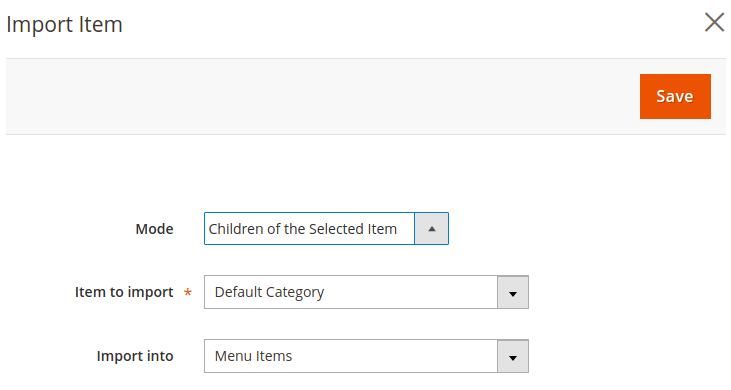 Import Item
Save
Mode
Children of the Selected Item
Item to import *
Default Category
Import into
Menu Items